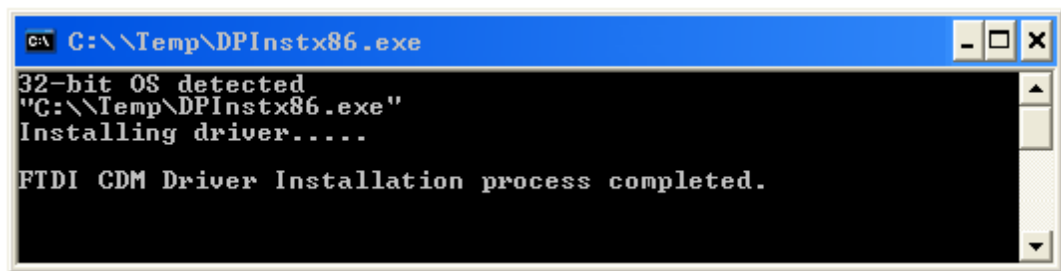 C:\\Temp\DPInstx86.exe
32-bit OS detected
"C:\\Temp\DPInstx86.exe"
Installing driver.....
FTDI CDM Driver Installation process completed.